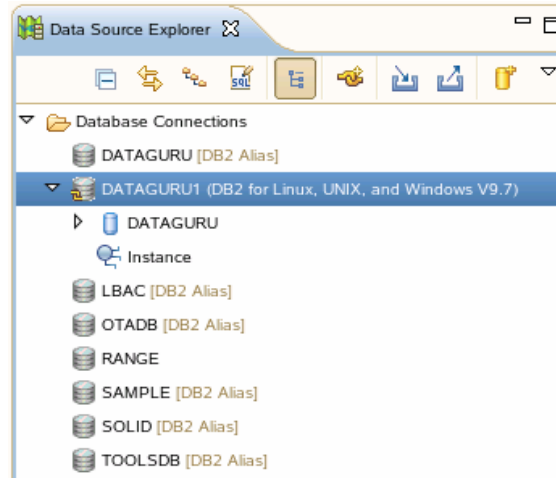 Data Source Explorer
SQL
Database Connections
DATAGURU [DB2 Alias]
DATAGURU1 (DB2 for Linux, UNIX, and Windows V9.7)
DATAGURU
Instance
LBAC [DB2 Alias]
OTADB [DB2 Alias]
RANGE
SAMPLE [DB2 Alias]
SOLID [DB2 Alias]
TOOLSDB [DB2 Alias]